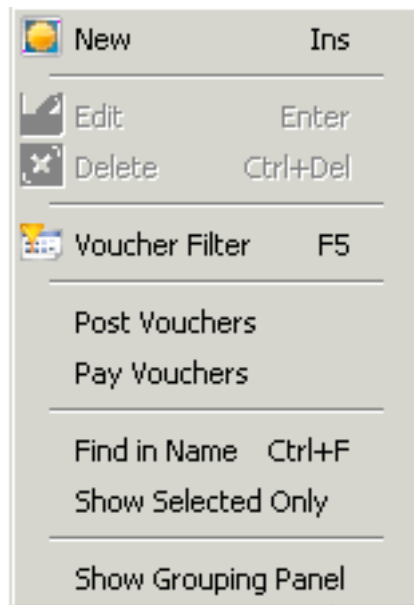 New Ins
Edit Enter
Delete Ctrl+Del
Voucher Filter F5
Post Vouchers
Pay Vouchers
Find in Name Ctrl+F
Show Selected Only
Show Grouping Panel